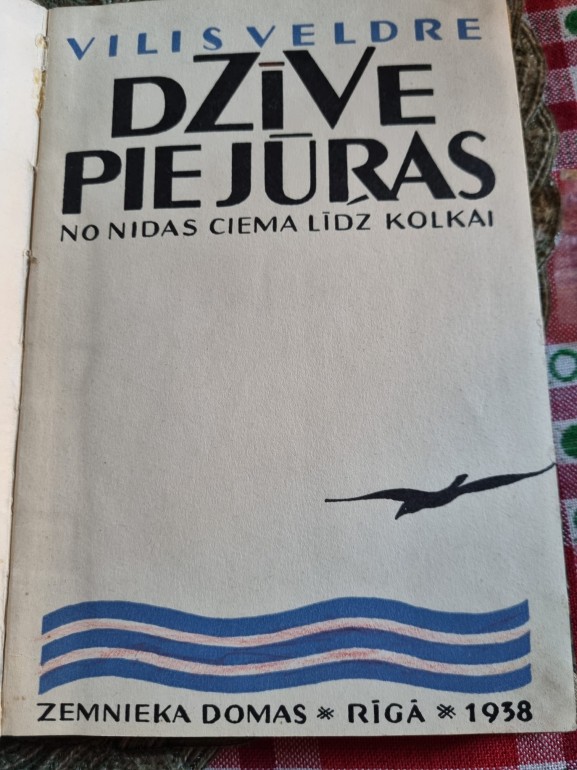 VILIS VELDRE
DZĪVE
PIE JŪRAS
NO NIDAS CIEMA LĪDZ KOLKAI
ZEMNIEKA DOMAS * RĪGĀ * 1938